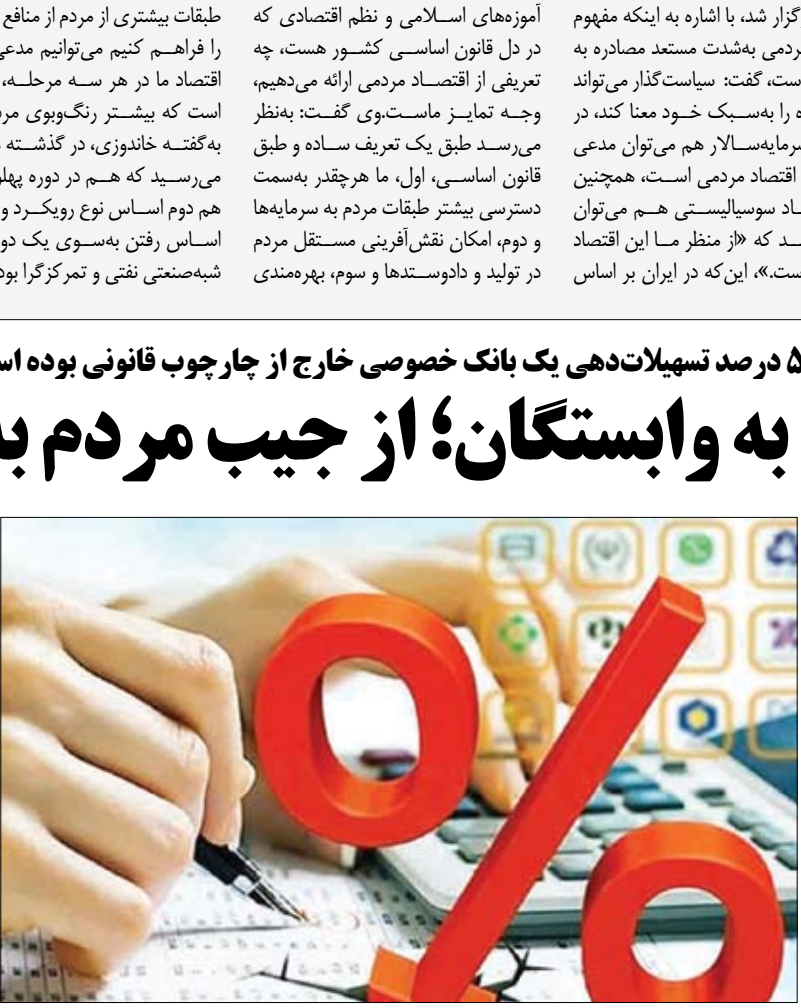 گزار شد، با اشاره به اینکه مفهوم
ردمی به‌شدت مستعد مصادره به
ست، گفت: سیاست‌گذار می‌تواند
ه را به‌سبک خود معنا کند، در
سرمایه‌سالار هم می‌توان مدعی
اقتصاد مردمی است، همچنین
ـاد سوسیالیستی هم می‌توان
ـد که «از منظر ما این اقتصاد
ست.»، این‌که در ایران بر اساس
آموزه‌های اسلامی و نظم اقتصادی که
در دل قانون اساسی کشور هست، چه
تعریفی از اقتصاد مردمی ارائه می‌دهیم،
وجه تمایز ماست.وی گفت: به‌نظر
می‌رسد طبق یک تعریف ساده و طبق
قانون اساسی، اول، ما هرچقدر به‌سمت
دسترسی بیشتر طبقات مردم به سرمایه‌ها
و دوم، امکان نقش‌آفرینی مستقل مردم
در تولید و دادوستدها و سوم، بهره‌مندی
طبقات بیشتری از مردم از منافع
را فراهم کنیم می‌توانیم مدعی
اقتصاد ما در هر سه مرحله،
است که بیشتر رنگ‌وبوی مرد
به‌گفته خاندوزی، در گذشته
می‌رسید که هم در دوره پهلو
هم دوم اساس نوع رویکرد و
اساس رفتن به‌سوی یک دو
شبه‌صنعتی نفتی و تمرکزگرا بود
۵ درصد تسهیلات‌دهی یک بانک خصوصی خارج از چارچوب قانونی بوده اس
به وابستگان؛ از جیب مردم به